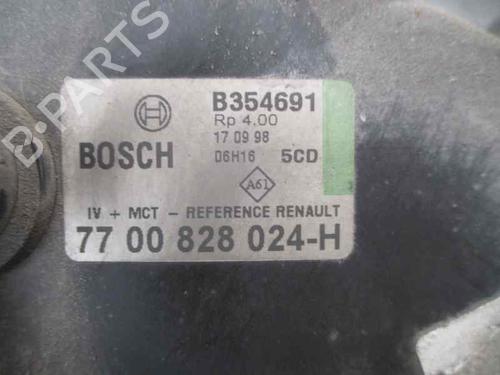 B354691
Rp 4.00
17 09 98
BOSCH
06H16 5CD
A61
IV + MCT - REFERENCE RENAULT
77 00 828 024-H
B-PARTS